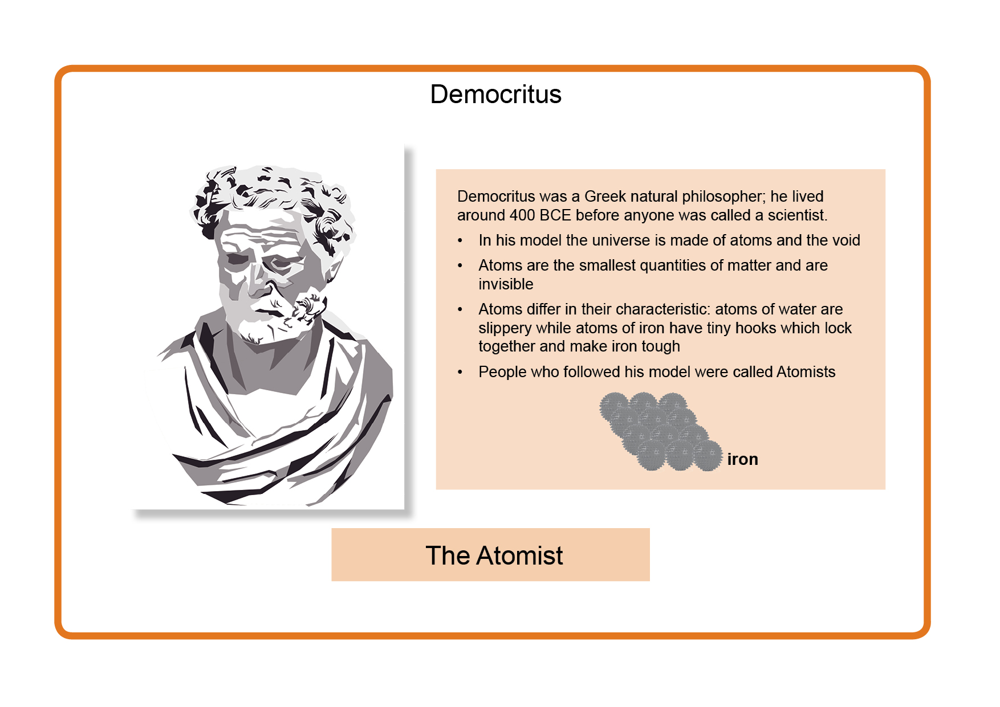 Democritus
Democritus was a Greek natural philosopher; he lived
around 400 BCE before anyone was called a scientist.
• In his model the universe is made of atoms and the void
• Atoms are the smallest quantities of matter and are
invisible
• Atoms differ in their characteristic: atoms of water are
slippery while atoms of iron have tiny hooks which lock
together and make iron tough
• People who followed his model were called Atomists
iron
The Atomist